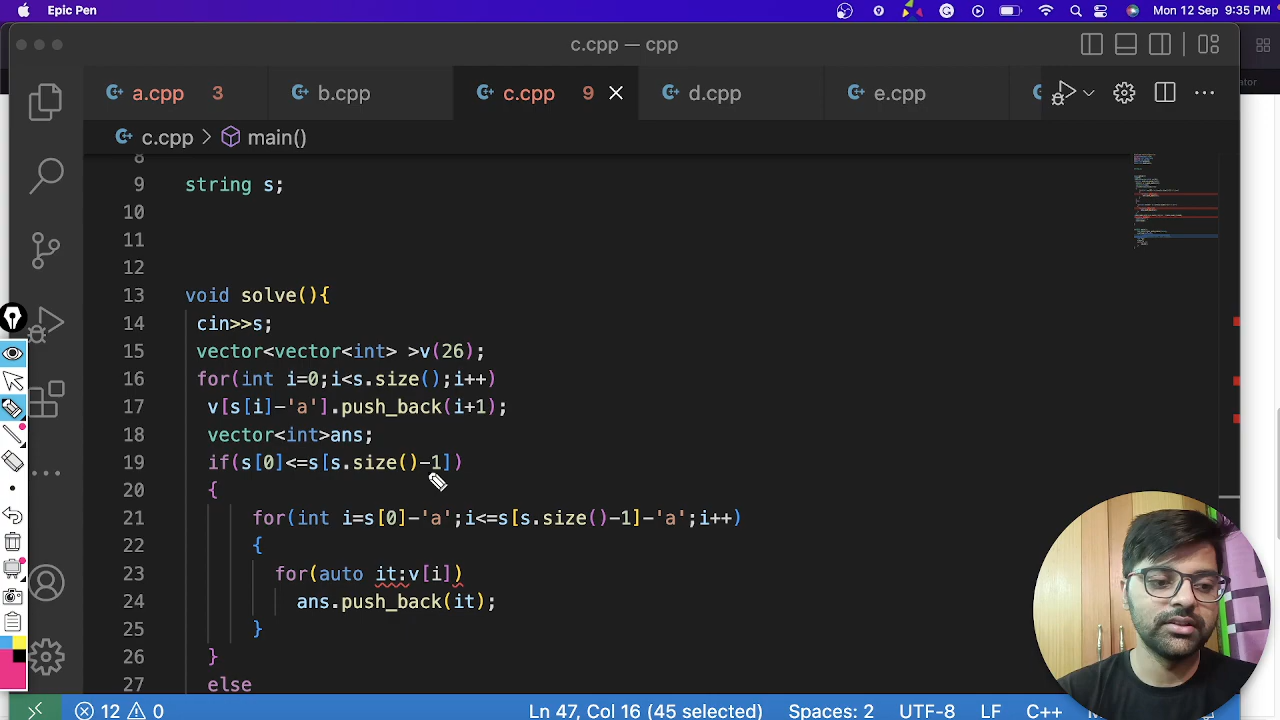 Epic Pen
Mon 12 Sep 9:35 PM
c.cpp — cpp
a.cpp 3
b.cpp
c.cpp 9
d.cpp
e.cpp
c.cpp > main()
8
9 string s;
10
11
12
13 void solve(){
14 cin>>s;
15 vector<vector<int> >v(26);
16 for(int i=0;i<s.size();i++)
17 v[s[i]-'a'].push_back(i+1);
18 vector<int>ans;
19 if(s[0]<=s[s.size()-1])
20 {
21 for(int i=s[0]-'a';i<=s[s.size()-1]-'a';i++)
22 {
23 for(auto it:v[i])
24 ans.push_back(it);
25 }
26 }
27 else
12 0
Ln 47, Col 16 (45 selected)
Spaces: 2
UTF-8
LF
C++